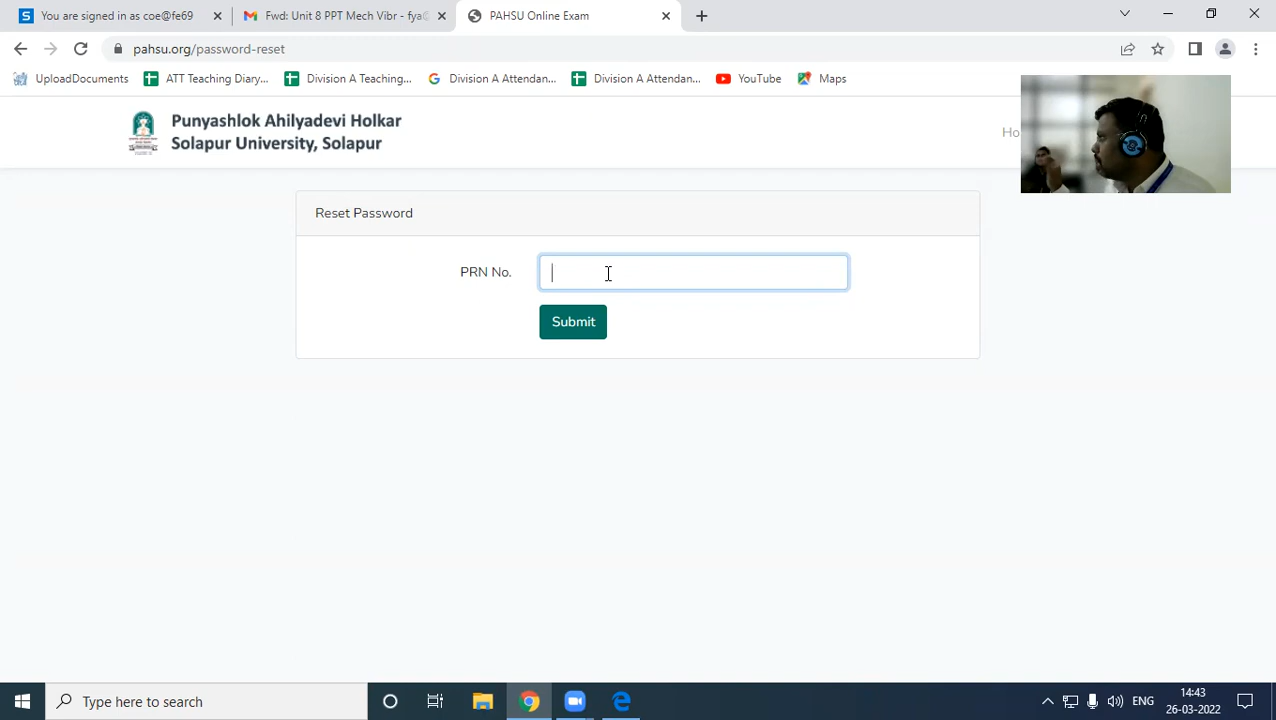 You are signed in as coe@fe69
Fwd: Unit 8 PPT Mech Vibr - fya@
PAHSU Online Exam
pahsu.org/password-reset
UploadDocuments
ATT Teaching Diary...
Division A Teaching...
Division A Attendan...
Division A Attendan...
YouTube
Maps
Punyashlok Ahilyadevi Holkar
Solapur University, Solapur
Ho
Reset Password
PRN No.
Submit
Type here to search
ENG
14:43
26-03-2022